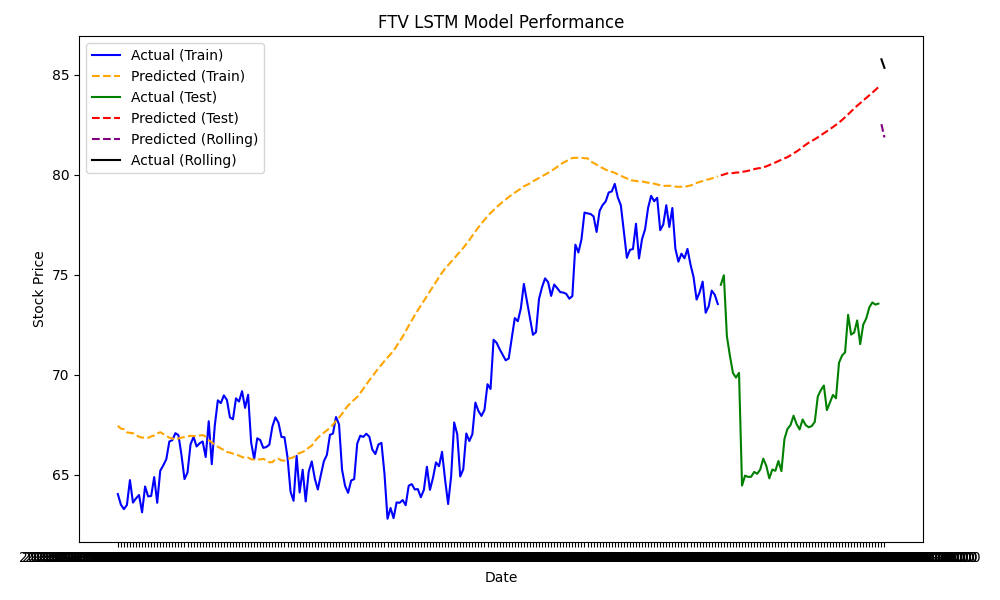 FTV LSTM Model Performance
Actual (Train)
Predicted (Train)
Actual (Test)
Predicted (Test)
Predicted (Rolling)
Actual (Rolling)
85
80
75
70
65
Stock Price
Date